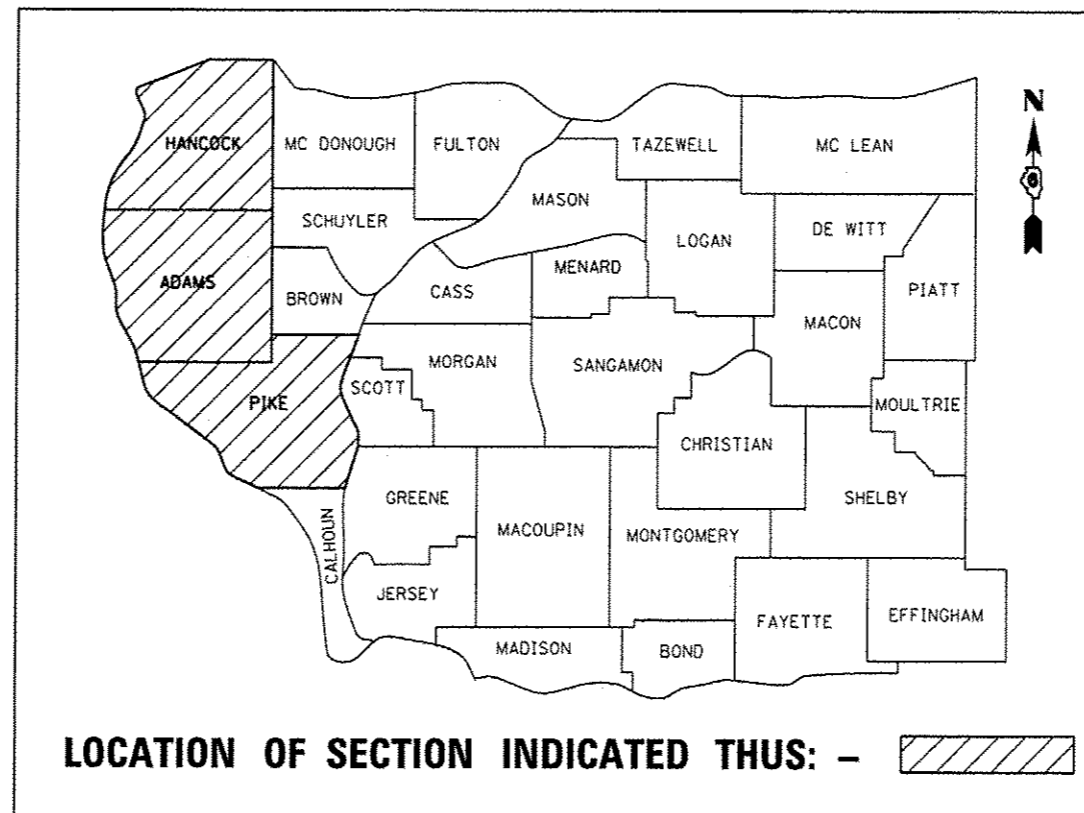 HANCOCK
MC DONOUGH
FULTON
TAZEWELL
MC LEAN
N
MASON
SCHUYLER
LOGAN
DE WITT
ADAMS
BROWN
CASS
MENARD
PIATT
MACON
MORGAN
SANGAMON
SCOTT
PIKE
MOULTRIE
CHRISTIAN
GREENE
SHELBY
CALHOUN
MACOUPIN
MONTGOMERY
JERSEY
FAYETTE
EFFINGHAM
MADISON
BOND
LOCATION OF SECTION INDICATED THUS: –